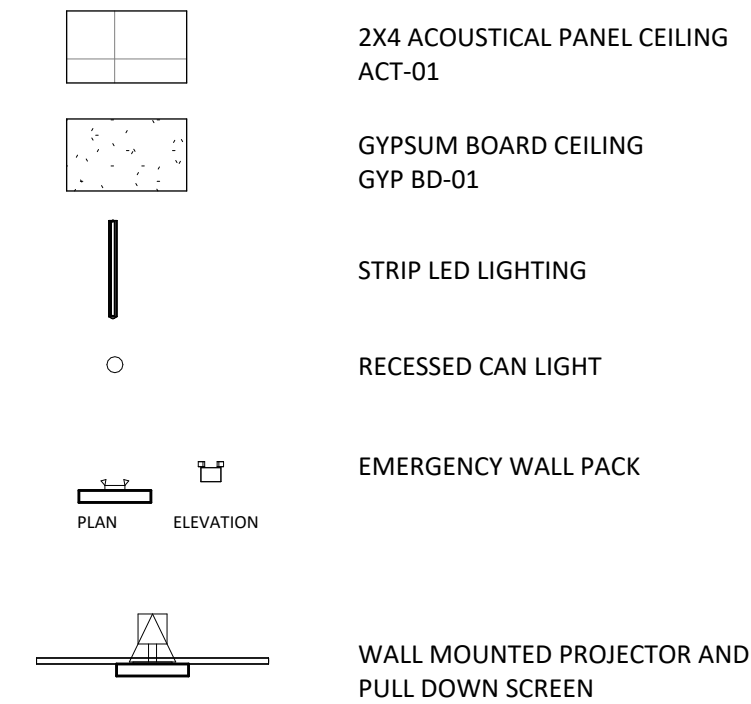 2X4 ACOUSTICAL PANEL CEILING
ACT-01
GYPSUM BOARD CEILING
GYP BD-01
STRIP LED LIGHTING
RECESSED CAN LIGHT
EMERGENCY WALL PACK
PLAN
ELEVATION
WALL MOUNTED PROJECTOR AND
PULL DOWN SCREEN